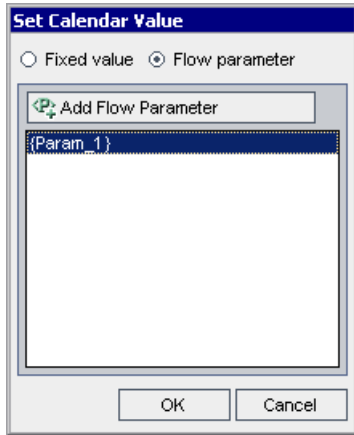 Set Calendar Value
Fixed value Flow parameter
Add Flow Parameter
{Param_1}
OK Cancel